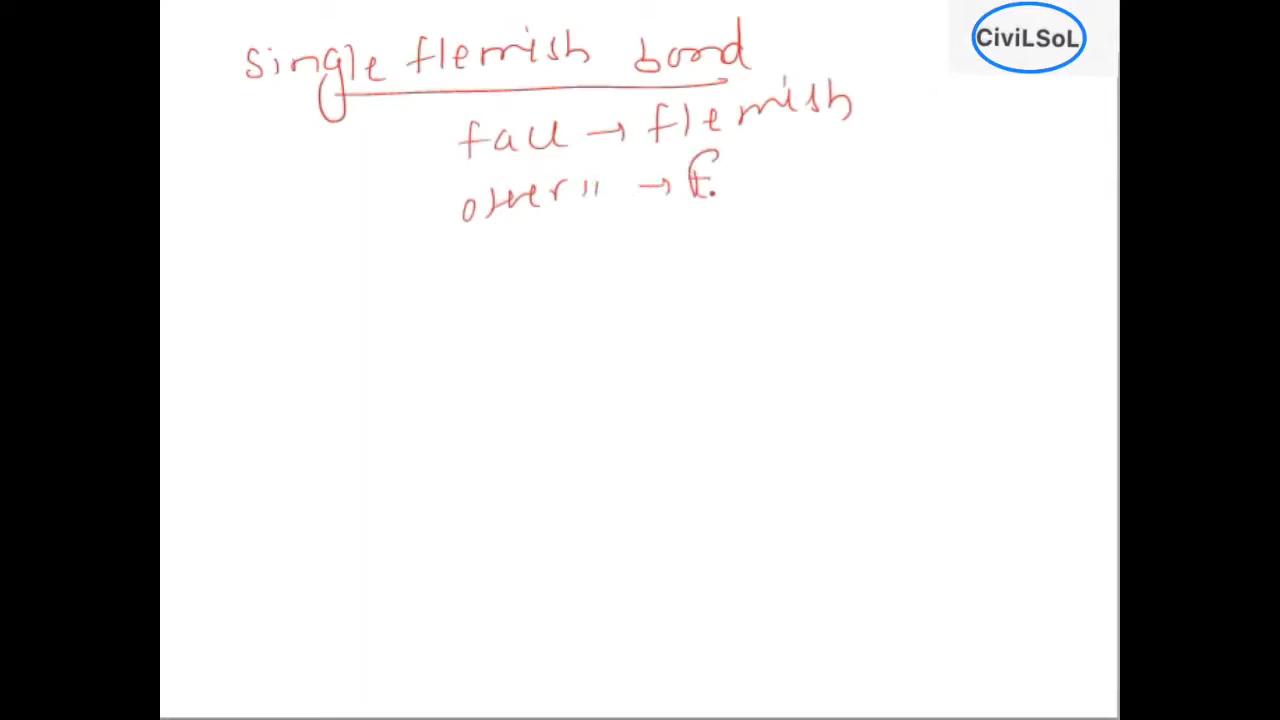 CiviLSoL
single flemish bond
face → flemish
other " → E.